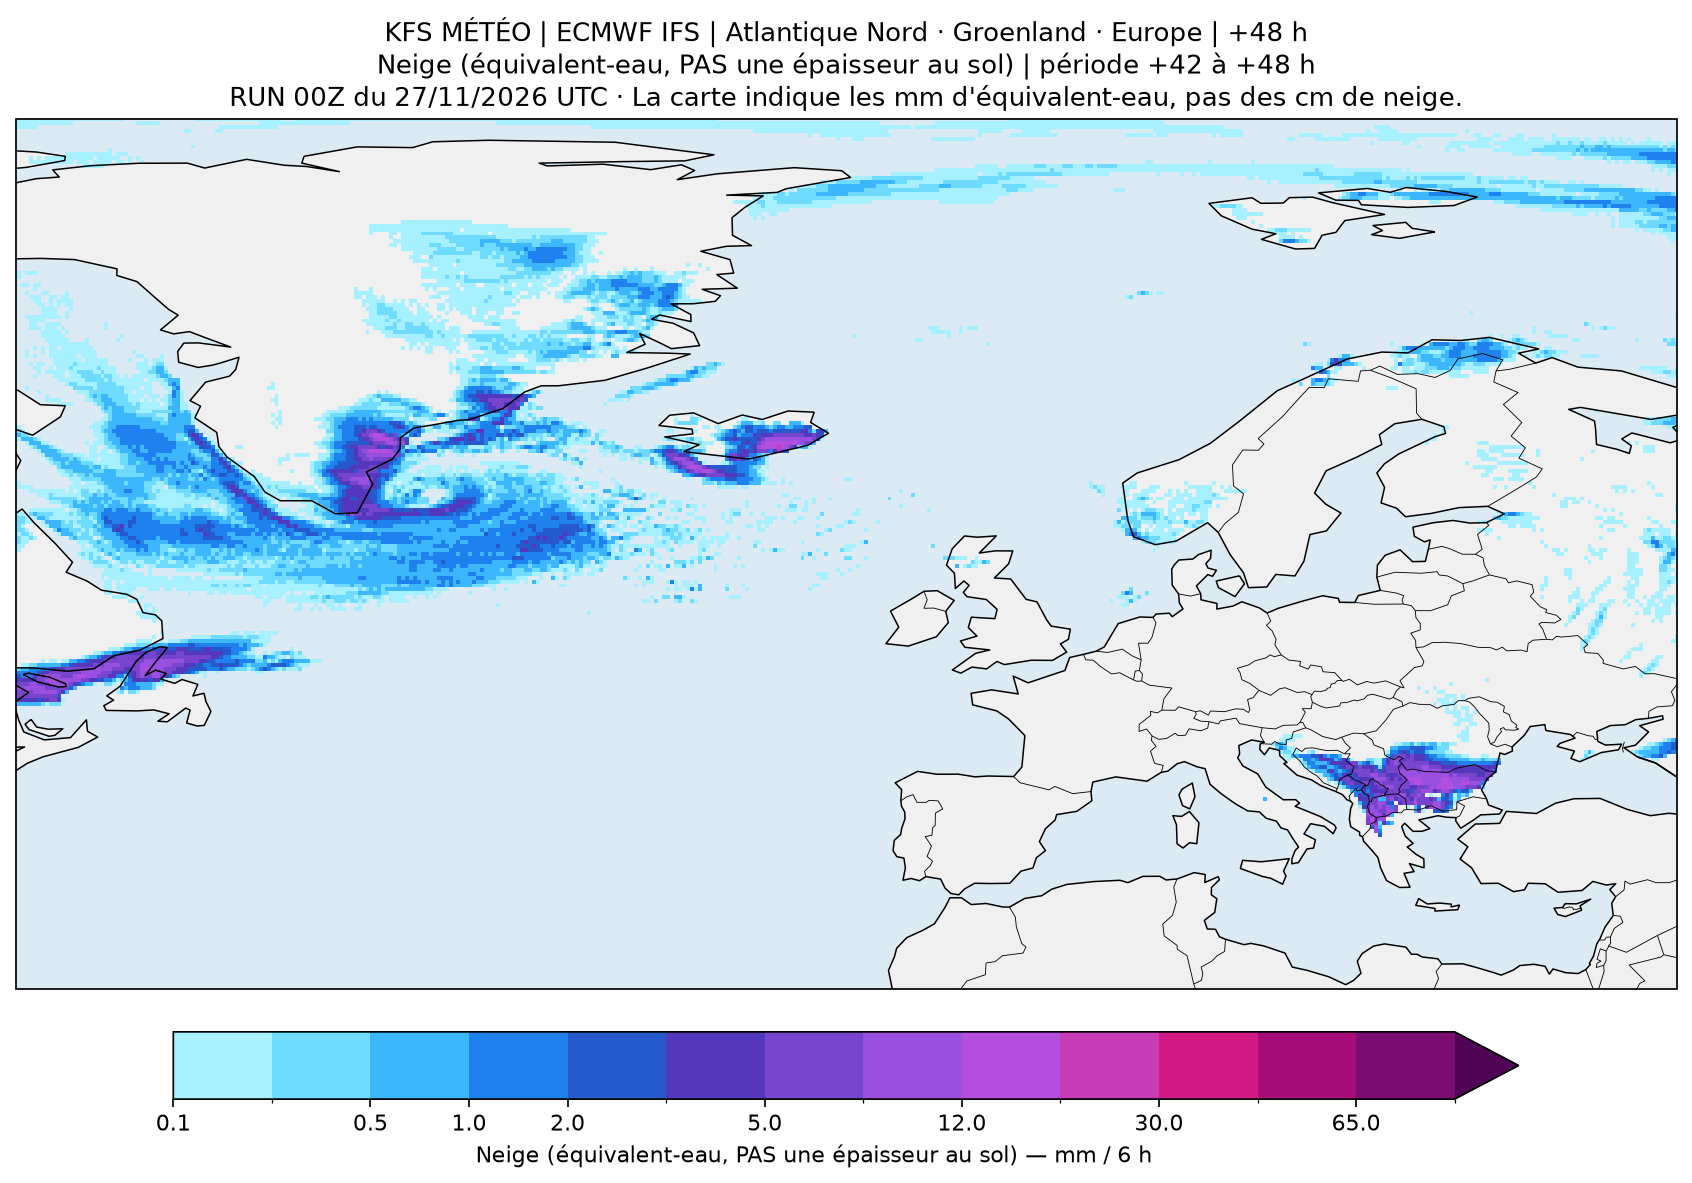 KFS MÉTÉO | ECMWF IFS | Atlantique Nord · Groenland · Europe | +48 h
Neige (équivalent-eau, PAS une épaisseur au sol) | période +42 à +48 h
RUN 00Z du 27/11/2026 UTC · La carte indique les mm d'équivalent-eau, pas des cm de neige.
0.1 0.5 1.0 2.0 5.0 12.0 30.0 65.0
Neige (équivalent-eau, PAS une épaisseur au sol) — mm / 6 h